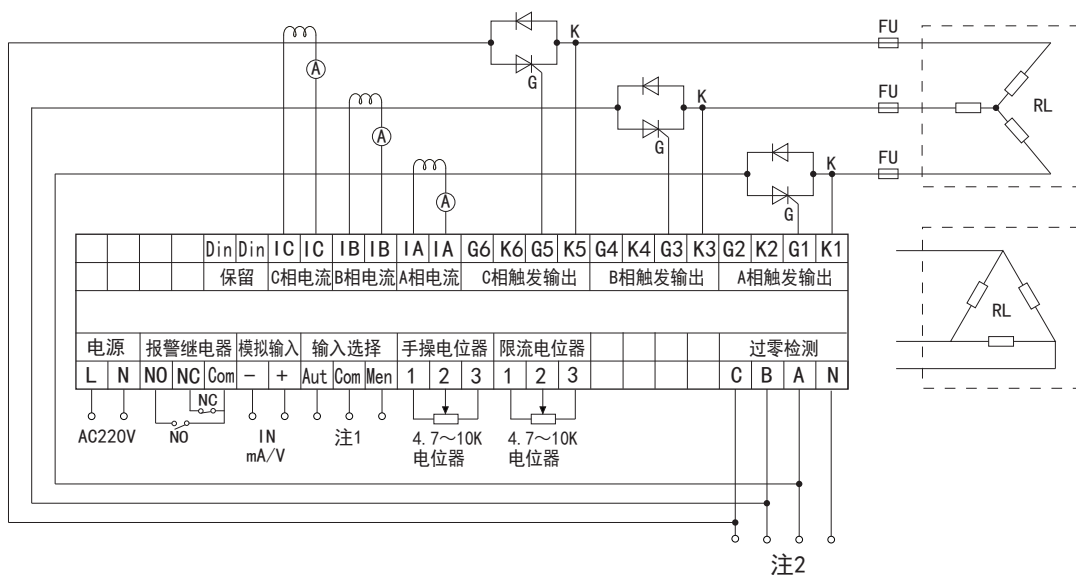 K
FU
A
G
K
FU
RL
A
G
K
FU
A
G
Din Din IC IC IB IB IA IA G6 K6 G5 K5 G4 K4 G3 K3 G2 K2 G1 K1
保留 C相电流 B相电流 A相电流 C相触发输出 B相触发输出 A相触发输出
RL
电源 报警继电器 模拟输入 输入选择 手操电位器 限流电位器 过零检测
L N NO NC Com - + Aut Com Men 1 2 3 1 2 3 C B A N
NC
AC220V NO IN 注1 4.7～10K 4.7～10K
mA/V 电位器 电位器
注2